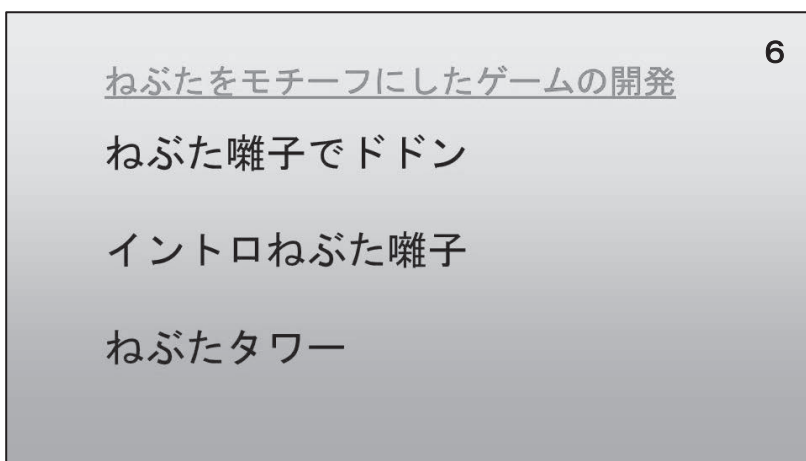 6
ねぶたをモチーフにしたゲームの開発
ねぶた囃子でドドン
イントロねぶた囃子
ねぶたタワー